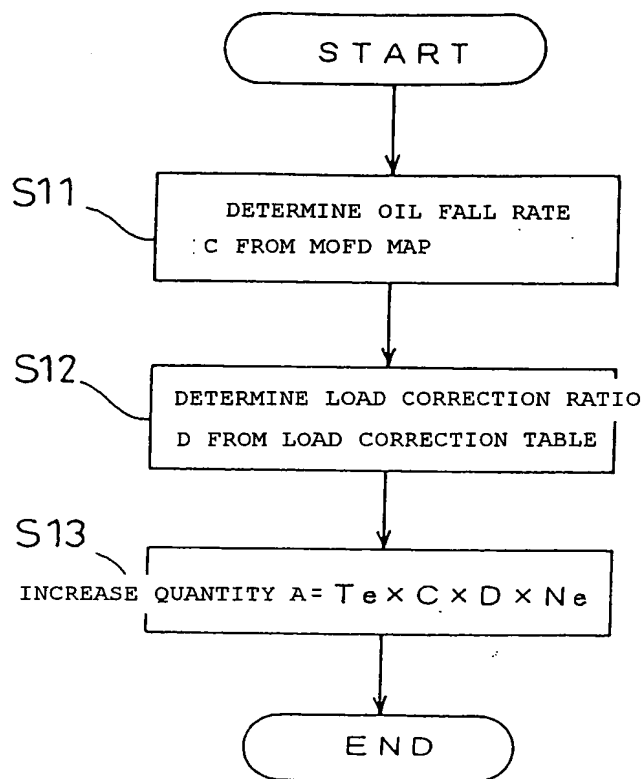 START
S11
DETERMINE OIL FALL RATE
C FROM MOFD MAP
S12
DETERMINE LOAD CORRECTION RATIO
D FROM LOAD CORRECTION TABLE
S13
INCREASE QUANTITY A = Te × C × D × Ne
END